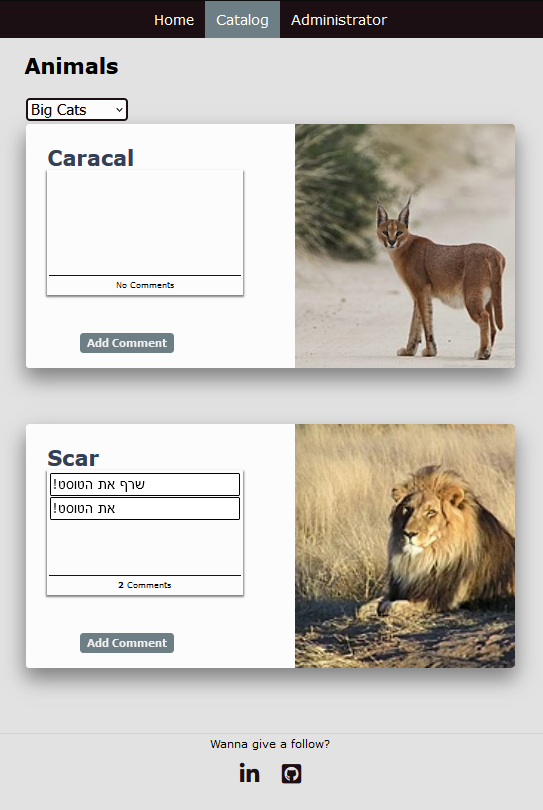 Home Catalog Administrator
Animals
Big Cats
Caracal
No Comments
Add Comment
Scar
שרף את הטוסט!
את הטוסט!
2 Comments
Add Comment
Wanna give a follow?
in